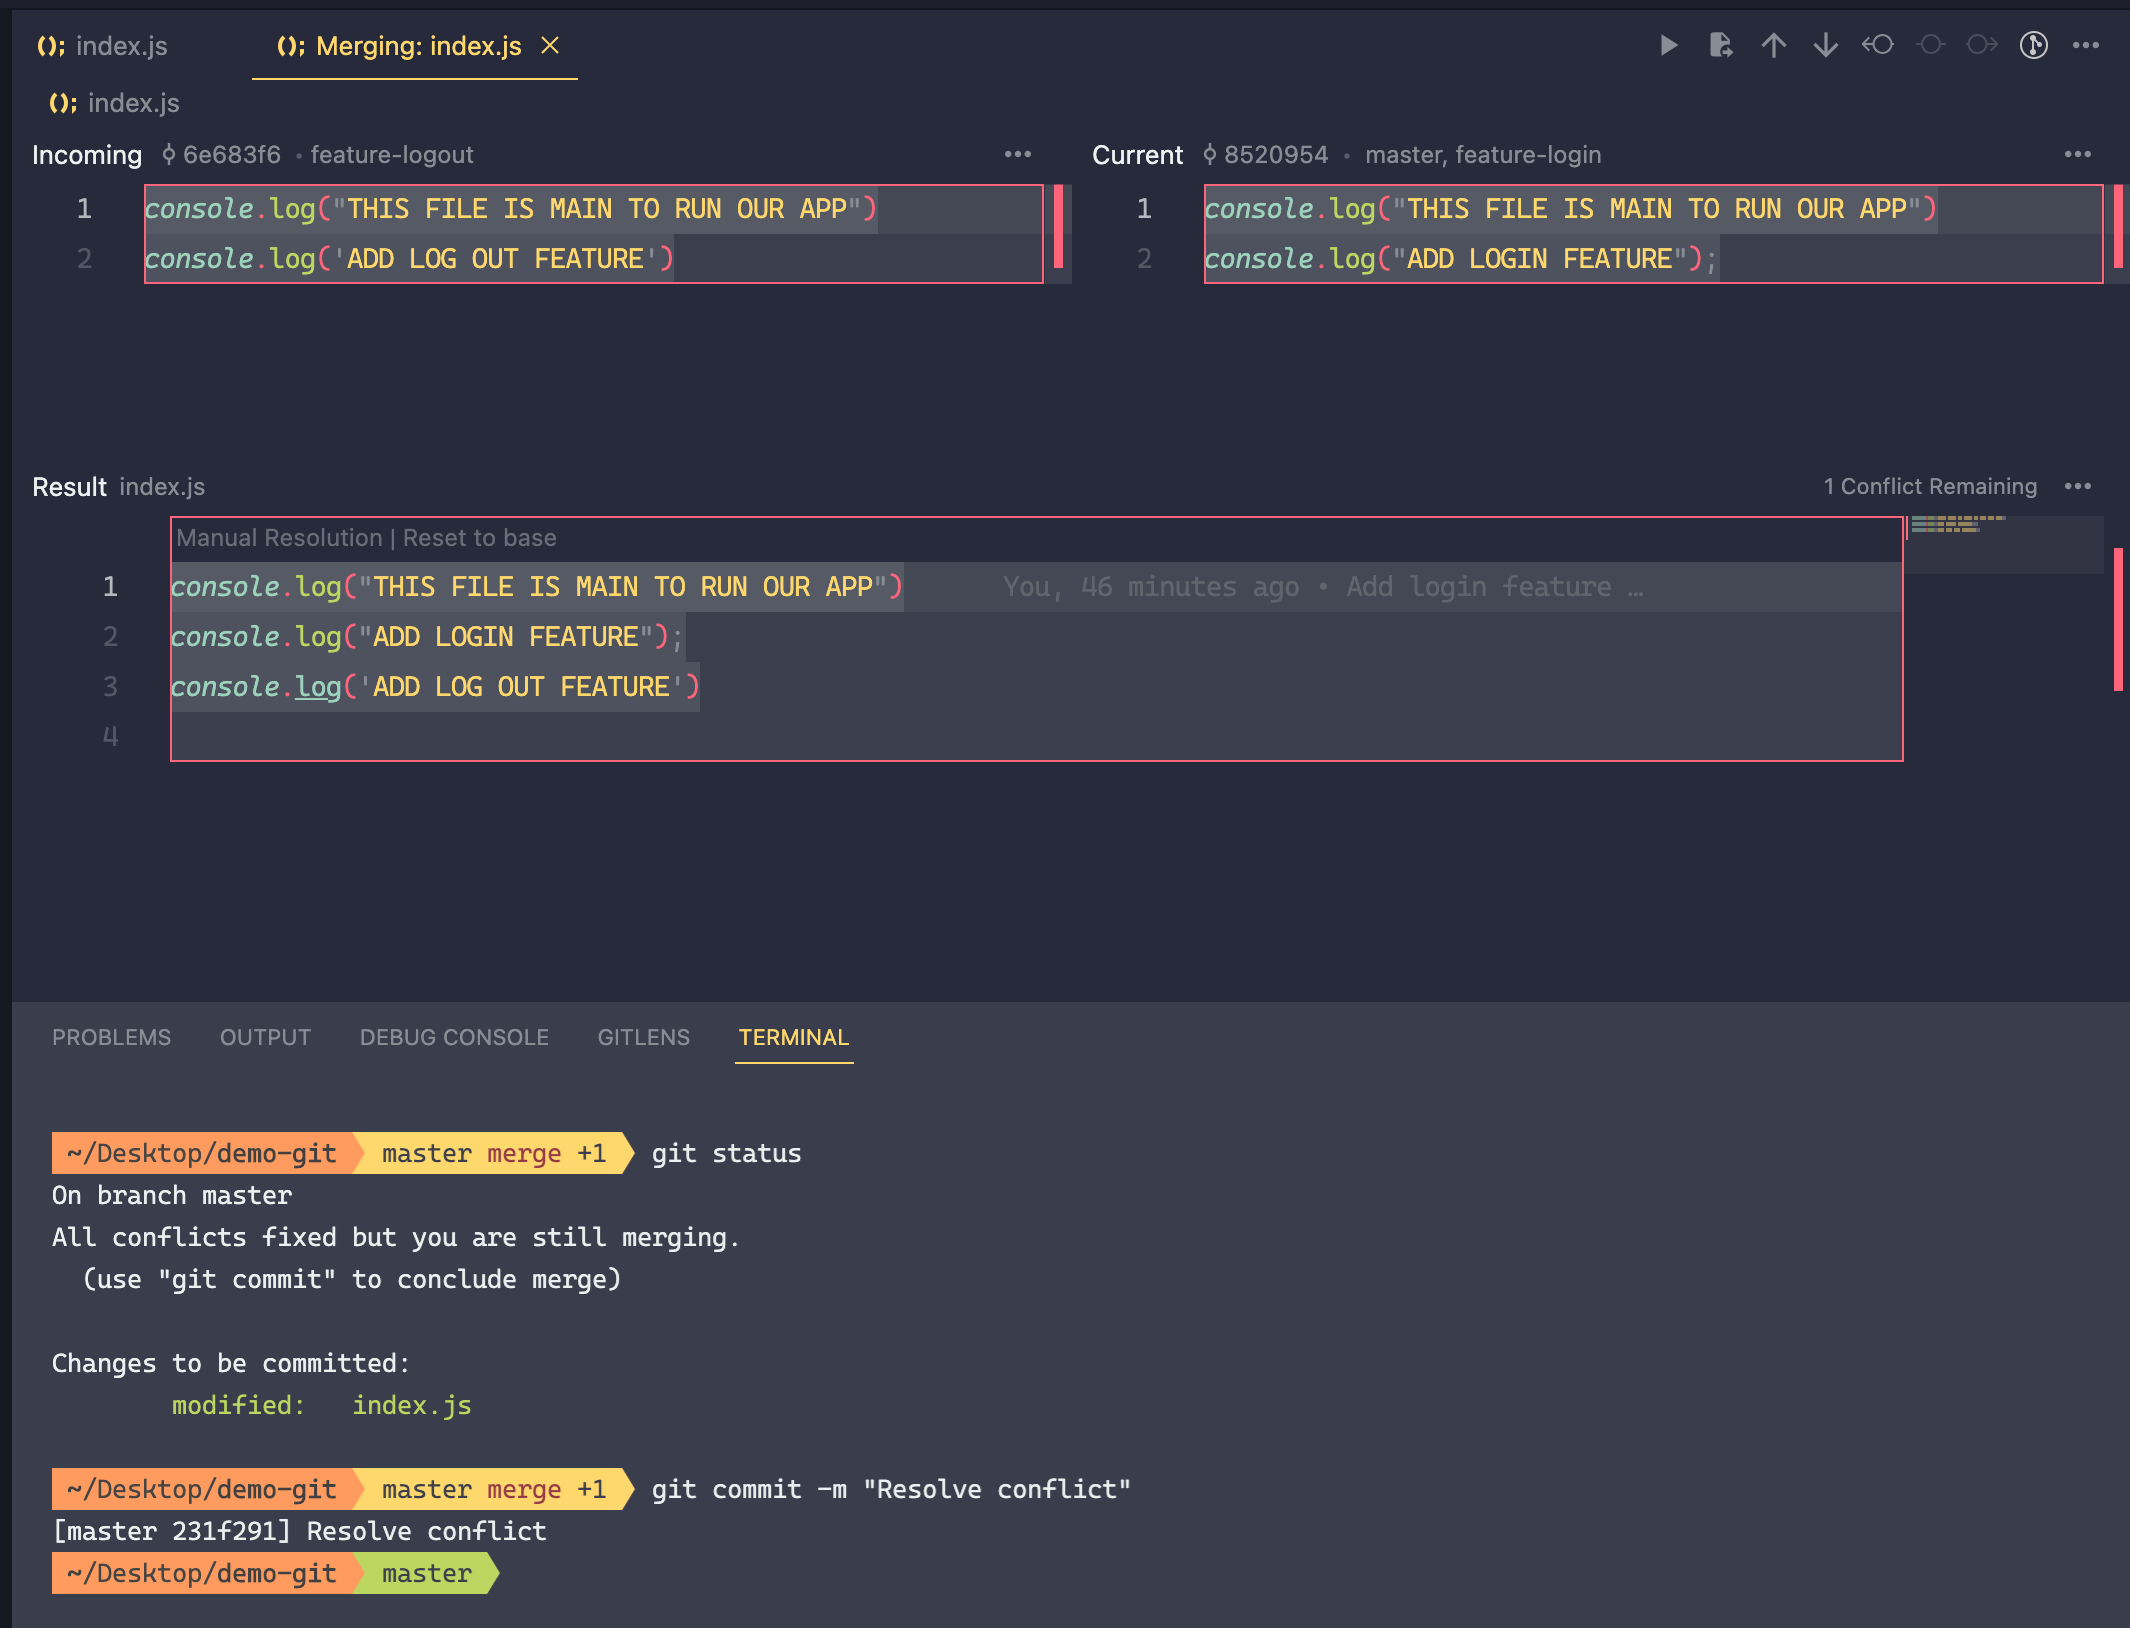 index.js
Merging: index.js
index.js
Incoming 6e683f6 • feature-logout
1 console.log("THIS FILE IS MAIN TO RUN OUR APP")
2 console.log('ADD LOG OUT FEATURE')
Current 8520954 • master, feature-login
1 console.log("THIS FILE IS MAIN TO RUN OUR APP")
2 console.log("ADD LOGIN FEATURE");
Result index.js
1 Conflict Remaining
Manual Resolution | Reset to base
1 console.log("THIS FILE IS MAIN TO RUN OUR APP") You, 46 minutes ago • Add login feature …
2 console.log("ADD LOGIN FEATURE");
3 console.log('ADD LOG OUT FEATURE')
4
PROBLEMS OUTPUT DEBUG CONSOLE GITLENS TERMINAL
~/Desktop/demo-git master merge +1 git status
On branch master
All conflicts fixed but you are still merging.
(use "git commit" to conclude merge)
Changes to be committed:
modified: index.js
~/Desktop/demo-git master merge +1 git commit -m "Resolve conflict"
[master 231f291] Resolve conflict
~/Desktop/demo-git master